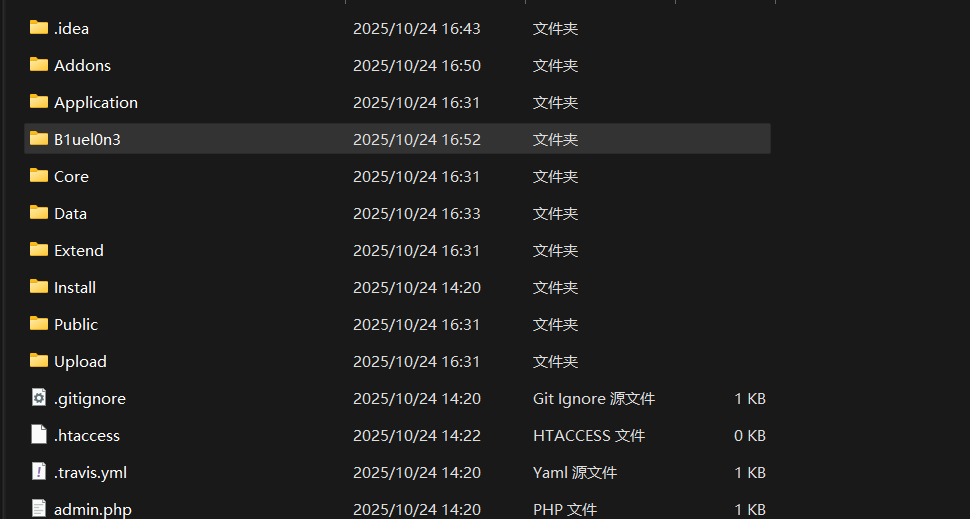 .idea 2025/10/24 16:43 文件夹
Addons 2025/10/24 16:50 文件夹
Application 2025/10/24 16:31 文件夹
B1uel0n3 2025/10/24 16:52 文件夹
Core 2025/10/24 16:31 文件夹
Data 2025/10/24 16:33 文件夹
Extend 2025/10/24 16:31 文件夹
Install 2025/10/24 14:20 文件夹
Public 2025/10/24 16:31 文件夹
Upload 2025/10/24 16:31 文件夹
.gitignore 2025/10/24 14:20 Git Ignore 源文件 1 KB
.htaccess 2025/10/24 14:22 HTACCESS 文件 0 KB
.travis.yml 2025/10/24 14:20 Yaml 源文件 1 KB
admin.php 2025/10/24 14:20 PHP 文件 1 KB